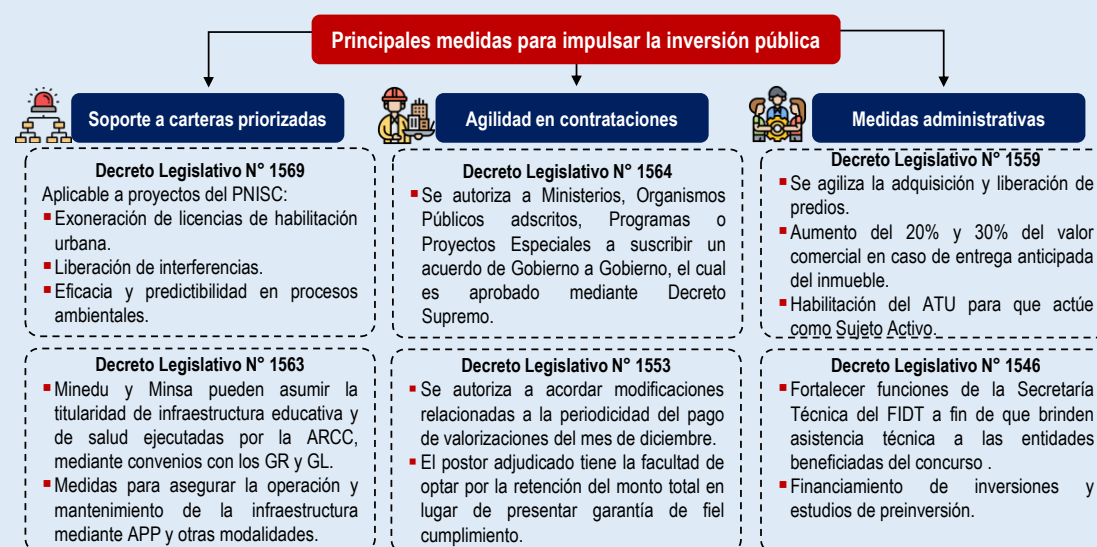 Principales medidas para impulsar la inversión pública
Soporte a carteras priorizadas
Decreto Legislativo N° 1569
Aplicable a proyectos del PNISC:
▪ Exoneración de licencias de habilitación
urbana.
▪ Liberación de interferencias.
▪ Eficacia y predictibilidad en procesos
ambientales.
Decreto Legislativo N° 1563
▪ Minedu y Minsa pueden asumir la
titularidad de infraestructura educativa y
de salud ejecutadas por la ARCC,
mediante convenios con los GR y GL.
▪ Medidas para asegurar la operación y
mantenimiento de la infraestructura
mediante APP y otras modalidades.
Agilidad en contrataciones
Decreto Legislativo N° 1564
▪ Se autoriza a Ministerios, Organismos
Públicos adscritos, Programas o
Proyectos Especiales a suscribir un
acuerdo de Gobierno a Gobierno, el cual
es aprobado mediante Decreto
Supremo.
Decreto Legislativo N° 1553
▪ Se autoriza a acordar modificaciones
relacionadas a la periodicidad del pago
de valorizaciones del mes de diciembre.
▪ El postor adjudicado tiene la facultad de
optar por la retención del monto total en
lugar de presentar garantía de fiel
cumplimiento.
Medidas administrativas
Decreto Legislativo N° 1559
▪ Se agiliza la adquisición y liberación de
predios.
▪ Aumento del 20% y 30% del valor
comercial en caso de entrega anticipada
del inmueble.
▪ Habilitación del ATU para que actúe
como Sujeto Activo.
Decreto Legislativo N° 1546
▪ Fortalecer funciones de la Secretaría
Técnica del FIDT a fin de que brinden
asistencia técnica a las entidades
beneficiadas del concurso .
▪ Financiamiento de inversiones y
estudios de preinversión.